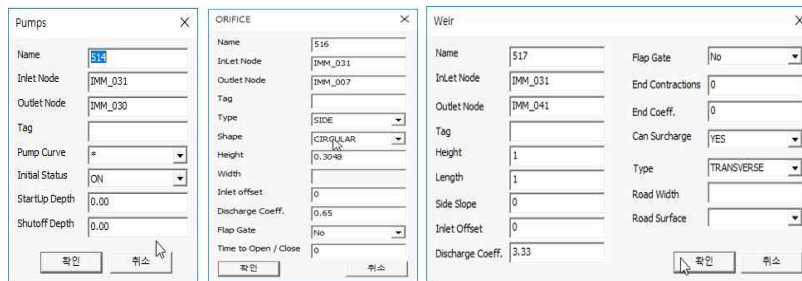 Pumps
Name 514
Inlet Node IMM_031
Outlet Node IMM_030
Tag
Pump Curve *
Initial Status ON
StartUp Depth 0.00
Shutoff Depth 0.00
확인 취소
ORIFICE
Name 516
InLet Node IMM_031
Outlet Node IMM_007
Tag
Type SIDE
Shape CIRCULAR
Height 0.3048
Width
Inlet offset 0
Discharge Coeff. 0.65
Flap Gate No
Time to Open / Close 0
확인 취소
Weir
Name 517
InLet Node IMM_031
Outlet Node IMM_041
Tag
Height 1
Length 1
Side Slope 0
Inlet Offset 0
Discharge Coeff. 3.33
Flap Gate No
End Contractions 0
End Coeff. 0
Can Surcharge YES
Type TRANSVERSE
Road Width
Road Surface
확인 취소